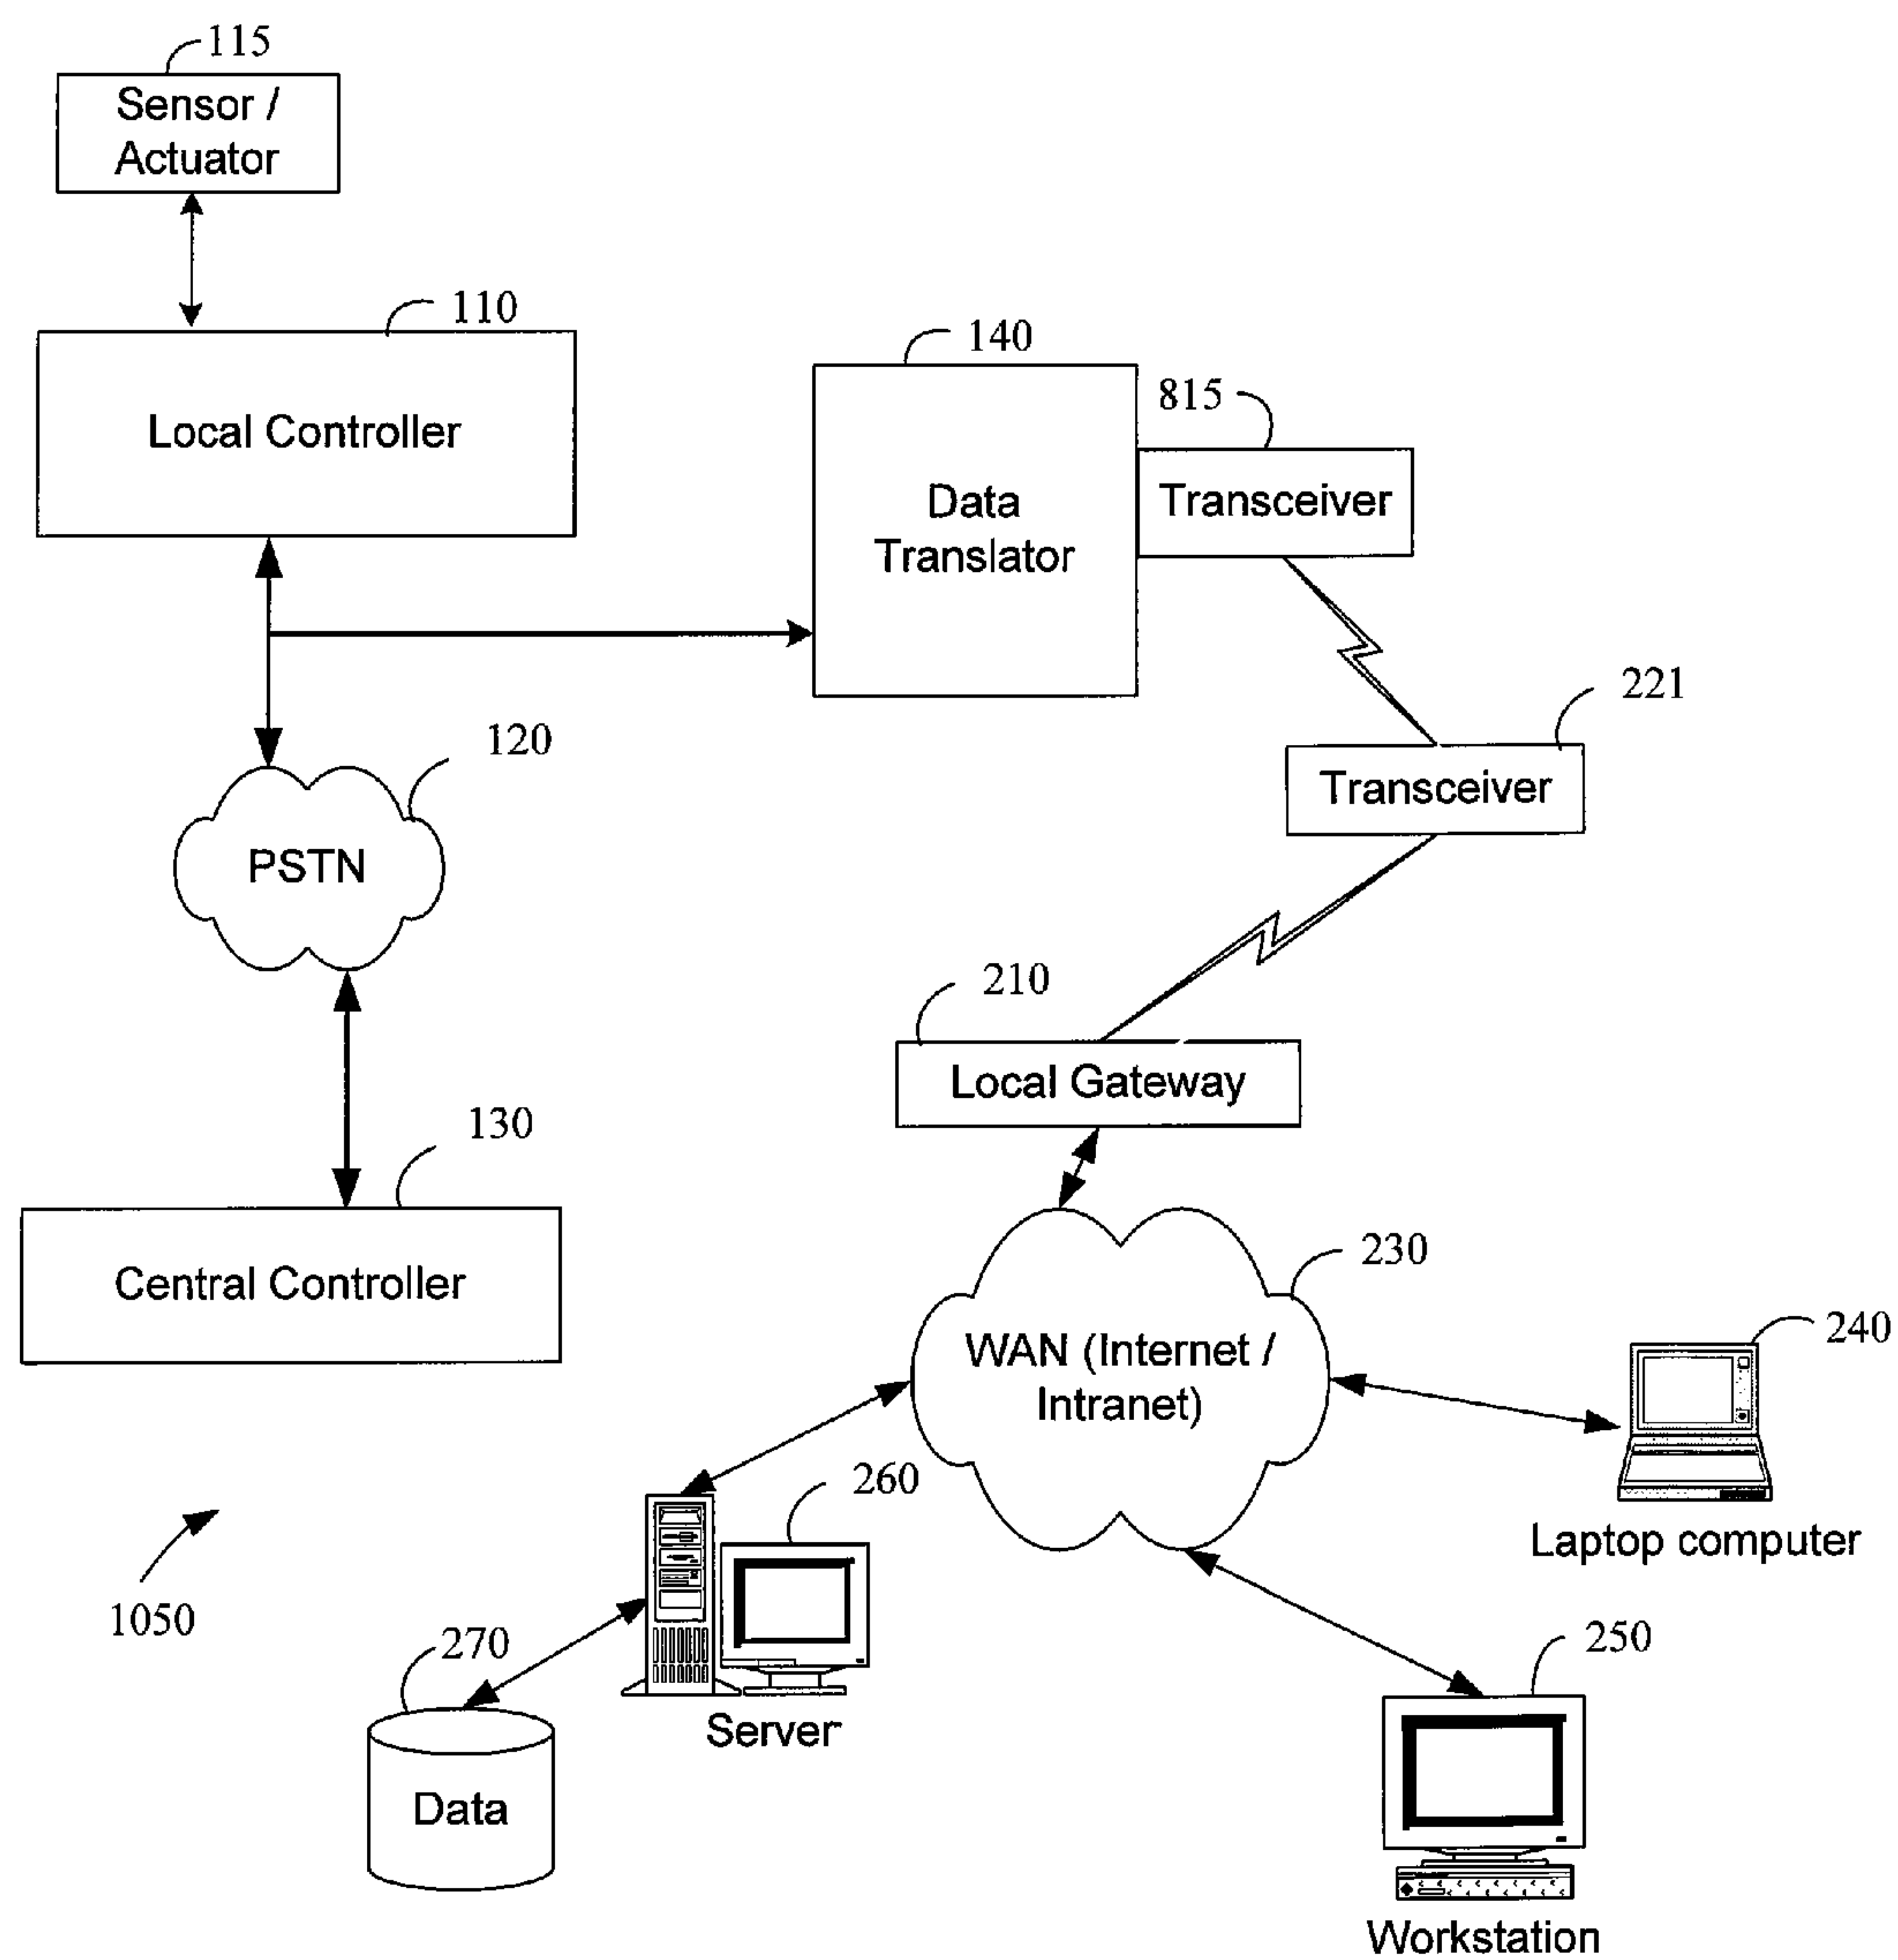 115
Sensor /
Actuator
110
Local Controller
140
815
Data
Translator
Transceiver
221
Transceiver
120
PSTN
210
Local Gateway
130
Central Controller
230
WAN (Internet /
Intranet)
240
Laptop computer
260
Server
1050
270
Data
250
Workstation